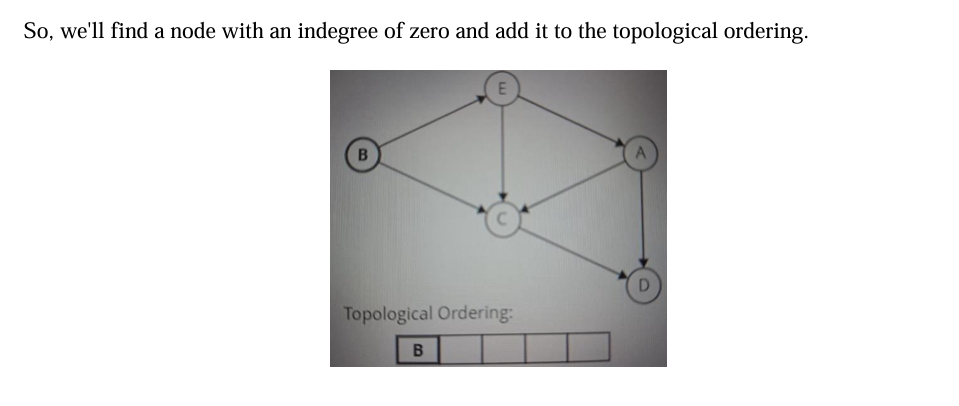 So, we'll find a node with an indegree of zero and add it to the topological ordering.
E
B
A
C
D
Topological Ordering:
B